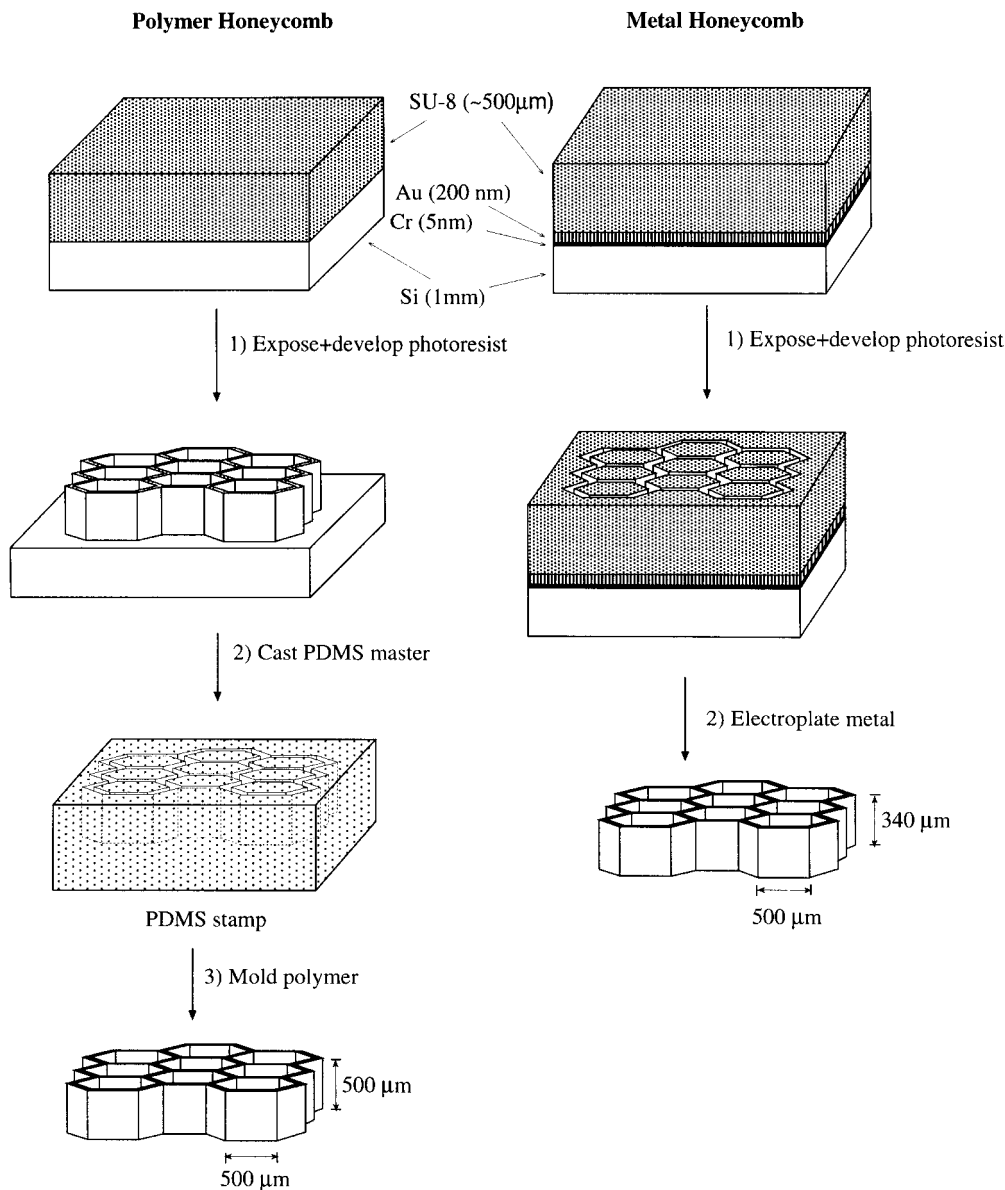 Polymer Honeycomb
Metal Honeycomb
SU-8 (~500μm)
Au (200 nm)
Cr (5nm)
Si (1mm)
1) Expose+develop photoresist
1) Expose+develop photoresist
2) Cast PDMS master
2) Electroplate metal
340 μm
500 μm
PDMS stamp
3) Mold polymer
500 μm
500 μm